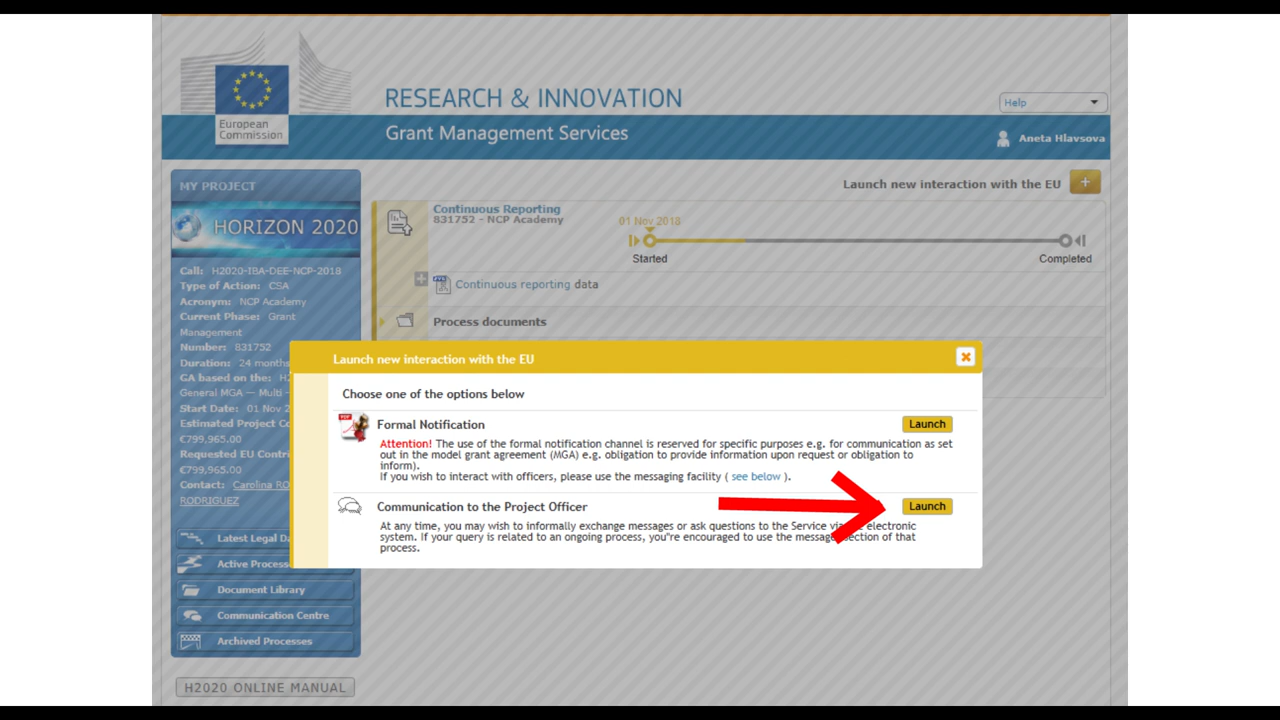 European
Commission
RESEARCH & INNOVATION
Grant Management Services
Help
Aneta Hlavsova
MY PROJECT
HORIZON 2020
Call: H2020-IBA-DEE-NCP-2018
Type of Action: CSA
Acronym: NCP Academy
Current Phase: Grant
Management
Number: 831752
Duration: 24 months
GA based on the:
General MGA — Multi -
Start Date: 01 Nov
Estimated Project
€799,965.00
Requested EU
€799,965.00
Contact: Carolina
RODRIGUEZ
Latest Legal
Active
Document Library
Communication Centre
Archived Processes
H2020 ONLINE MANUAL
Launch new interaction with the EU +
Continuous Reporting
831752 - NCP Academy
01 Nov 2018
Started
Completed
Continuous reporting data
Process documents
Launch new interaction with the EU
Choose one of the options below
PDF
Formal Notification
Launch
Attention! The use of the formal notification channel is reserved for specific purposes e.g. for communication as set
out in the model grant agreement (MGA) e.g. obligation to provide information upon request or obligation to
inform).
If you wish to interact with officers, please use the messaging facility ( see below ).
Communication to the Project Officer
Launch
At any time, you may wish to informally exchange messages or ask questions to the Service electronic
system. If your query is related to an ongoing process, you"re encouraged to use the message section of that
process.